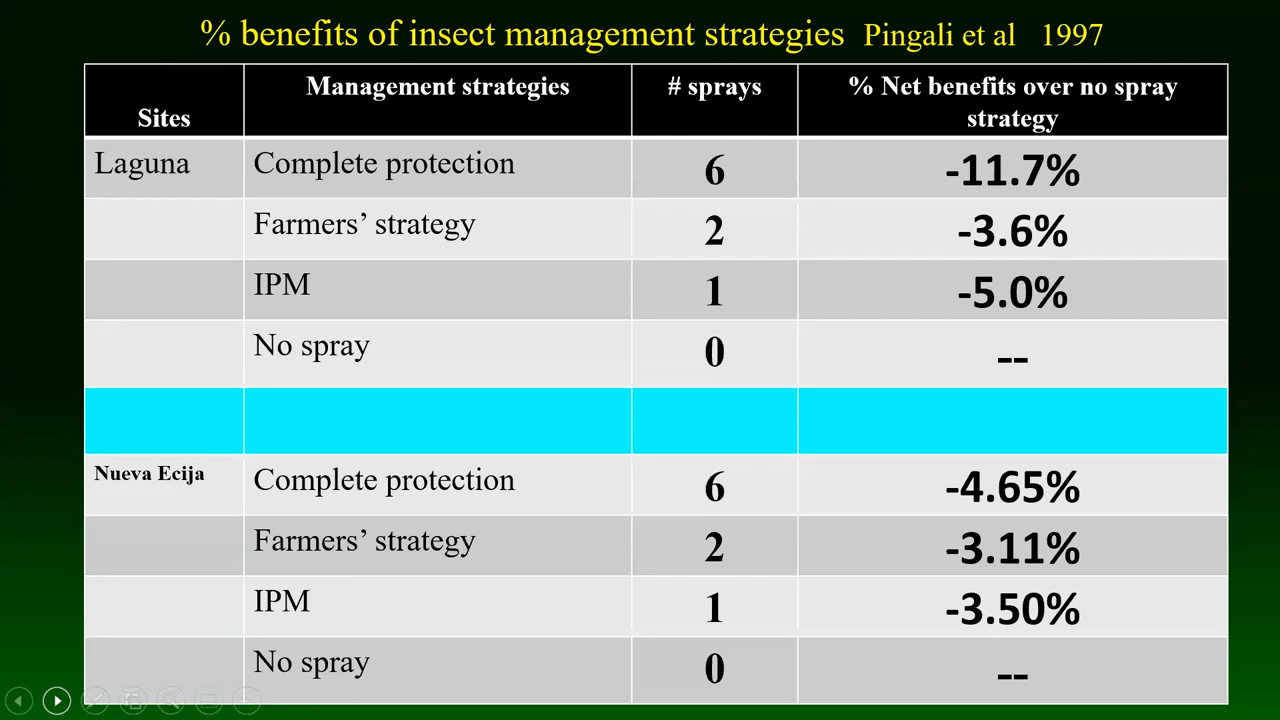 % benefits of insect management strategies Pingali et al 1997
Sites Management strategies # sprays % Net benefits over no spray strategy
Laguna Complete protection 6 -11.7%
Farmers’ strategy 2 -3.6%
IPM 1 -5.0%
No spray 0 --
Nueva Ecija Complete protection 6 -4.65%
Farmers’ strategy 2 -3.11%
IPM 1 -3.50%
No spray 0 --